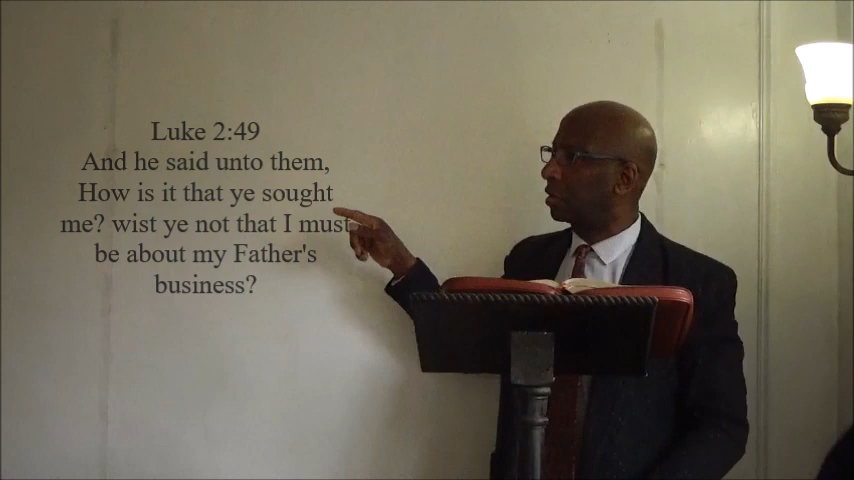 Luke 2:49
And he said unto them,
How is it that ye sought
me? wist ye not that I must
be about my Father's
business?